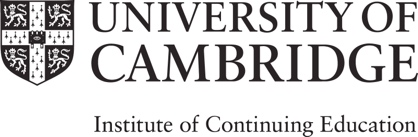 UNIVERSITY OF
CAMBRIDGE
Institute of Continuing Education